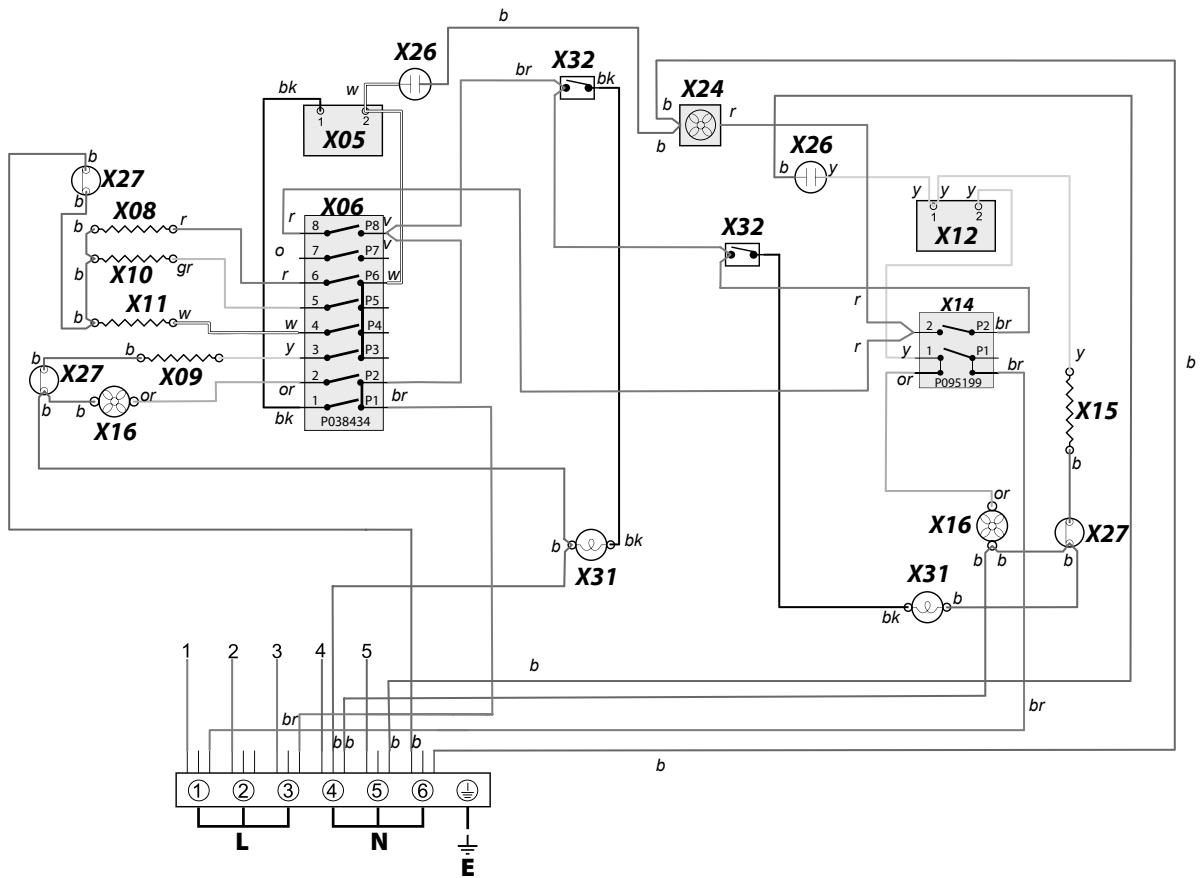 b
X26
X32
br
bk
bk
w
X24
b
r
X05
1
2
b
X26
b
y
b
X27
b
X08
b
r
X06
r
8
P8
v
v
X32
y
y
y
1
2
X12
b
X10
gr
o
7
P7
r
6
P6
w
X11
b
w
5
P5
w
4
P4
r
X14
2
P2
br
b
X09
y
3
P3
r
y
1
P1
b
X27
or
2
P2
or
br
P095199
y
b
b
X16
or
bk
1
P1
br
P038434
X15
b
or
X16
X27
b
bk
X31
b
b
b
X31
bk
b
1
2
3
4
5
b
br
br
b
b
b
b
b
1
2
3
4
5
6
L
N
E